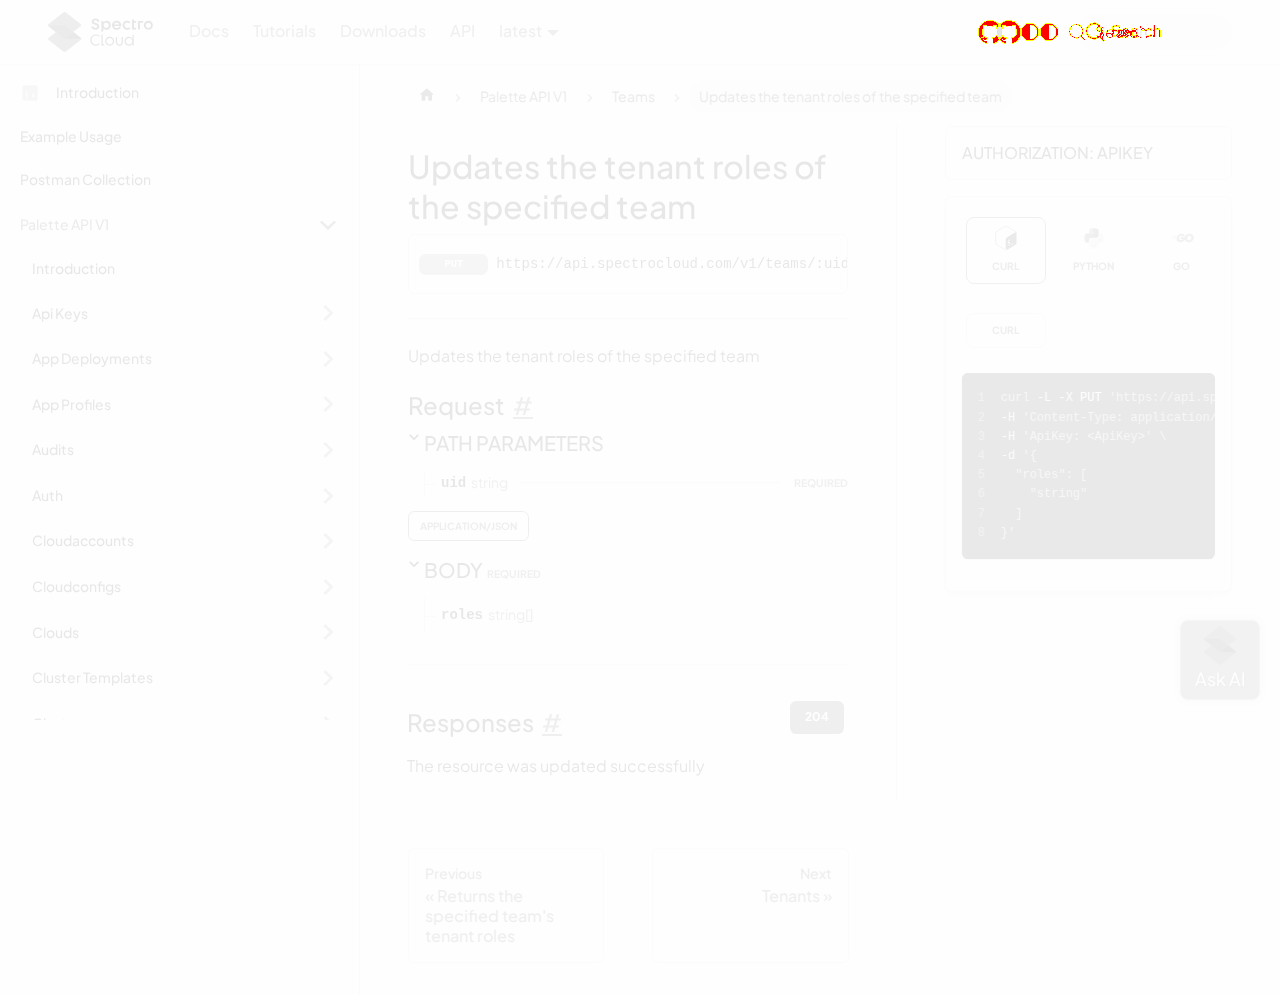 Spectro Cloud
Docs
Tutorials
Downloads
API
latest
Introduction
Example Usage
Postman Collection
Palette API V1
Introduction
Api Keys
App Deployments
App Profiles
Audits
Auth
Cloudaccounts
Cloudconfigs
Clouds
Cluster Templates
Palette API V1
Teams
Updates the tenant roles of the specified team
Updates the tenant roles of
the specified team
PUT https://api.spectrocloud.com/v1/teams/:uid
Updates the tenant roles of the specified team
Request #
PATH PARAMETERS
uid string REQUIRED
APPLICATION/JSON
BODY REQUIRED
roles string[]
Responses #
204
The resource was updated successfully
Previous
« Returns the
specified team's
tenant roles
Next
Tenants »
AUTHORIZATION: APIKEY
CURL
PYTHON
GO
GO
CURL
1 curl -L -X PUT 'https://api.sp
2 -H 'Content-Type: application/
3 -H 'ApiKey: <ApiKey>' \
4 -d '{
5 "roles": [
6 "string"
7 ]
8 }'
Ask AI